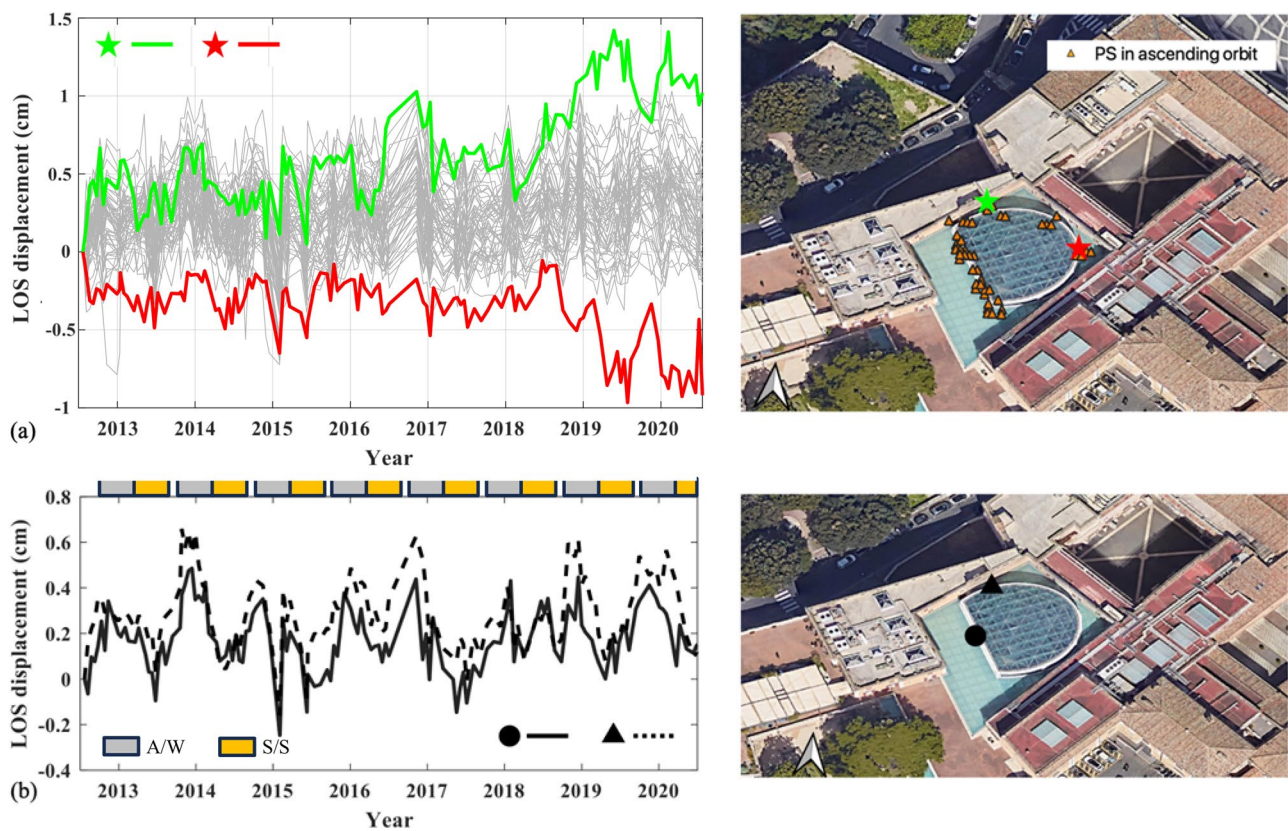 1.5
1
0.5
0
-0.5
-1
LOS displacement (cm)
2013 2014 2015 2016 2017 2018 2019 2020
Year
(a)
PS in ascending orbit
0.8
0.6
0.4
0.2
0
-0.2
-0.4
LOS displacement (cm)
A/W
S/S
2013 2014 2015 2016 2017 2018 2019 2020
Year
(b)